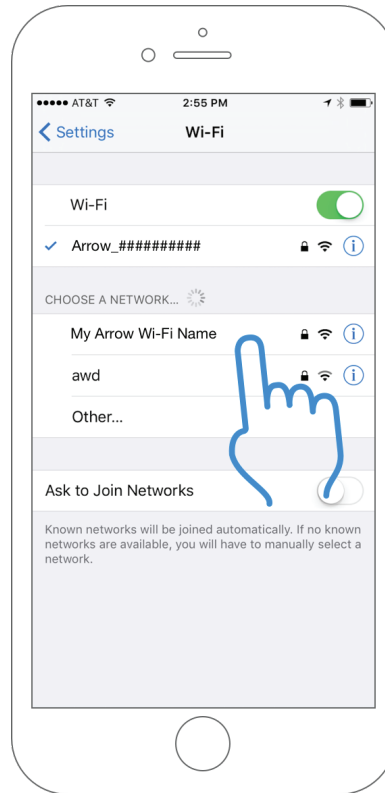 ●●●●● AT&T 2:55 PM
Settings Wi-Fi
Wi-Fi
Arrow_##########
CHOOSE A NETWORK...
My Arrow Wi-Fi Name
awd
Other...
Ask to Join Networks
Known networks will be joined automatically. If no known
networks are available, you will have to manually select a
network.